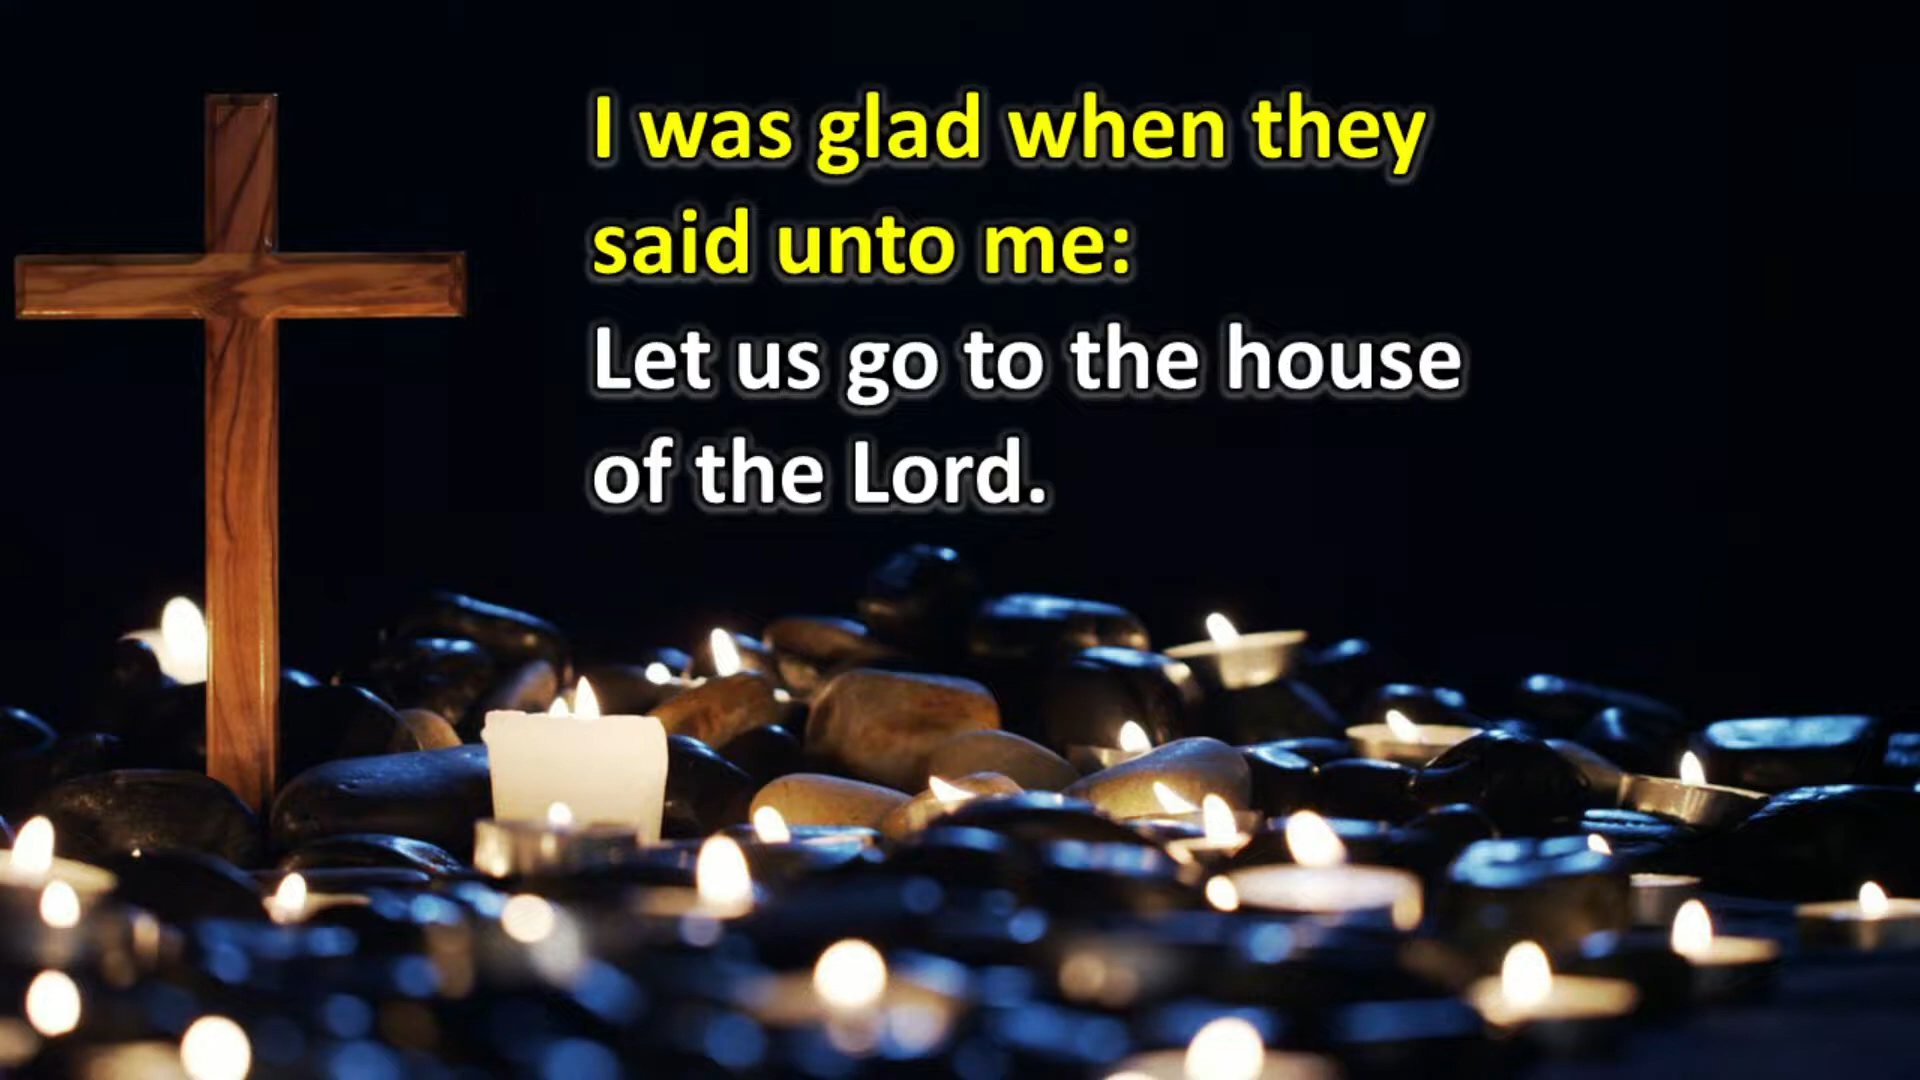 I was glad when they
said unto me:
Let us go to the house
of the Lord.